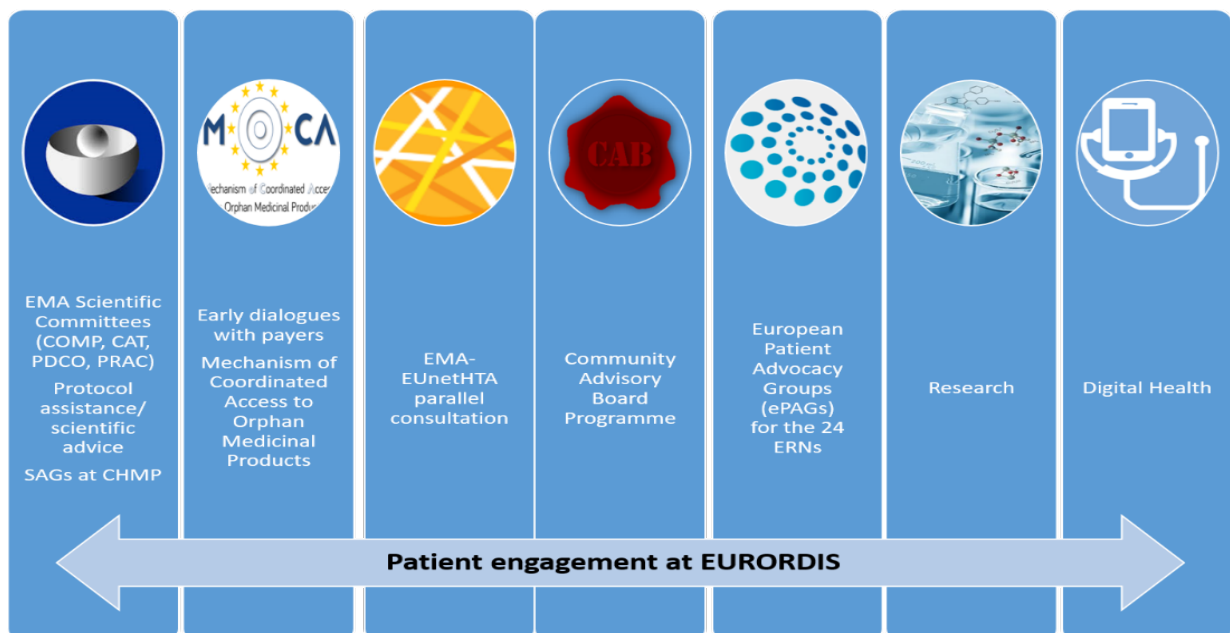 MOCA
Mechanism of Coordinated Access
Orphan Medicinal Produ
CAB
EMA Scientific
Committees
(COMP, CAT,
PDCO, PRAC)
Protocol
assistance/
scientific
advice
SAGs at CHMP
Early dialogues
with payers
Mechanism of
Coordinated
Access to
Orphan
Medicinal
Products
EMA-
EUnetHTA
parallel
consultation
Community
Advisory
Board
Programme
European
Patient
Advocacy
Groups
(ePAGs)
for the 24
ERNs
Research
Digital Health
Patient engagement at EURORDIS